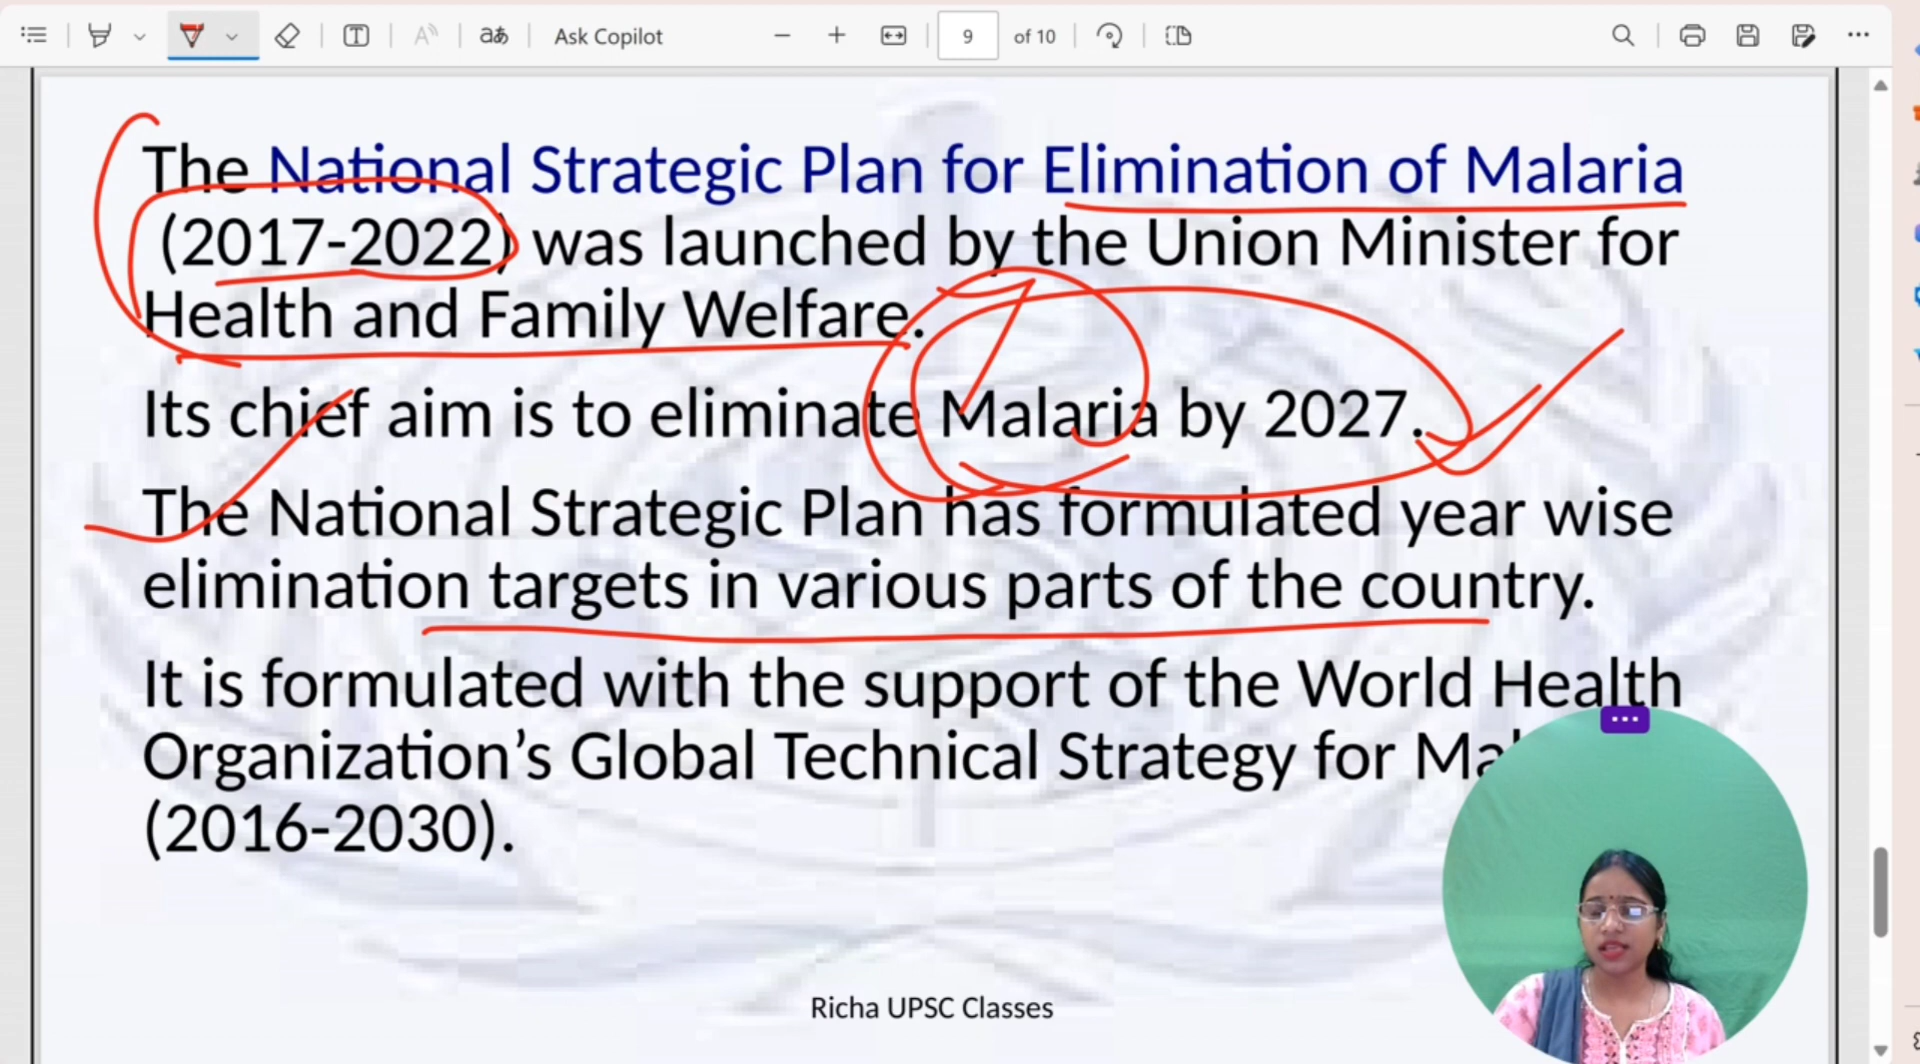 Ask Copilot
9 of 10
The National Strategic Plan for Elimination of Malaria
(2017-2022) was launched by the Union Minister for
Health and Family Welfare.
Its chief aim is to eliminate Malaria by 2027.
The National Strategic Plan has formulated year wise
elimination targets in various parts of the country.
It is formulated with the support of the World Health
Organization’s Global Technical Strategy for
(2016-2030).
Richa UPSC Classes